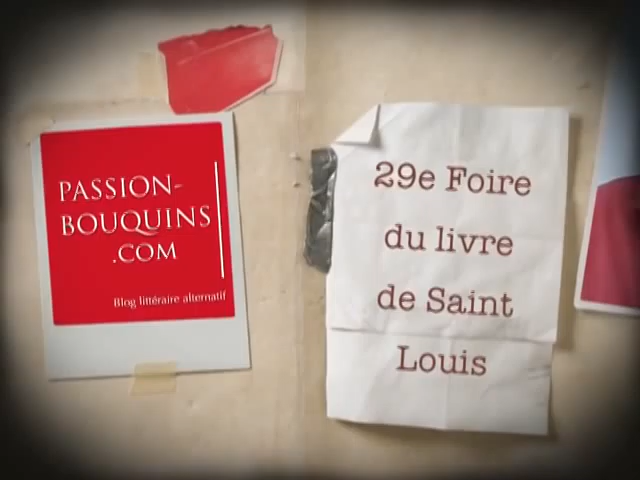 PASSION-
BOUQUINS
.COM
Blog littéraire alternatif
29e Foire
du livre
de Saint
Louis